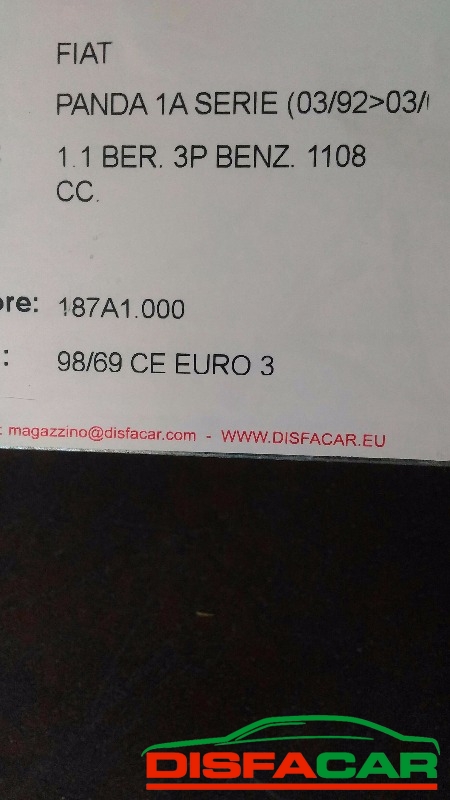 FIAT
PANDA 1A SERIE (03/92>03/
1.1 BER. 3P BENZ. 1108
CC.
ore: 187A1.000
: 98/69 CE EURO 3
: magazzino@disfacar.com - WWW.DISFACAR.EU
DISFACAR